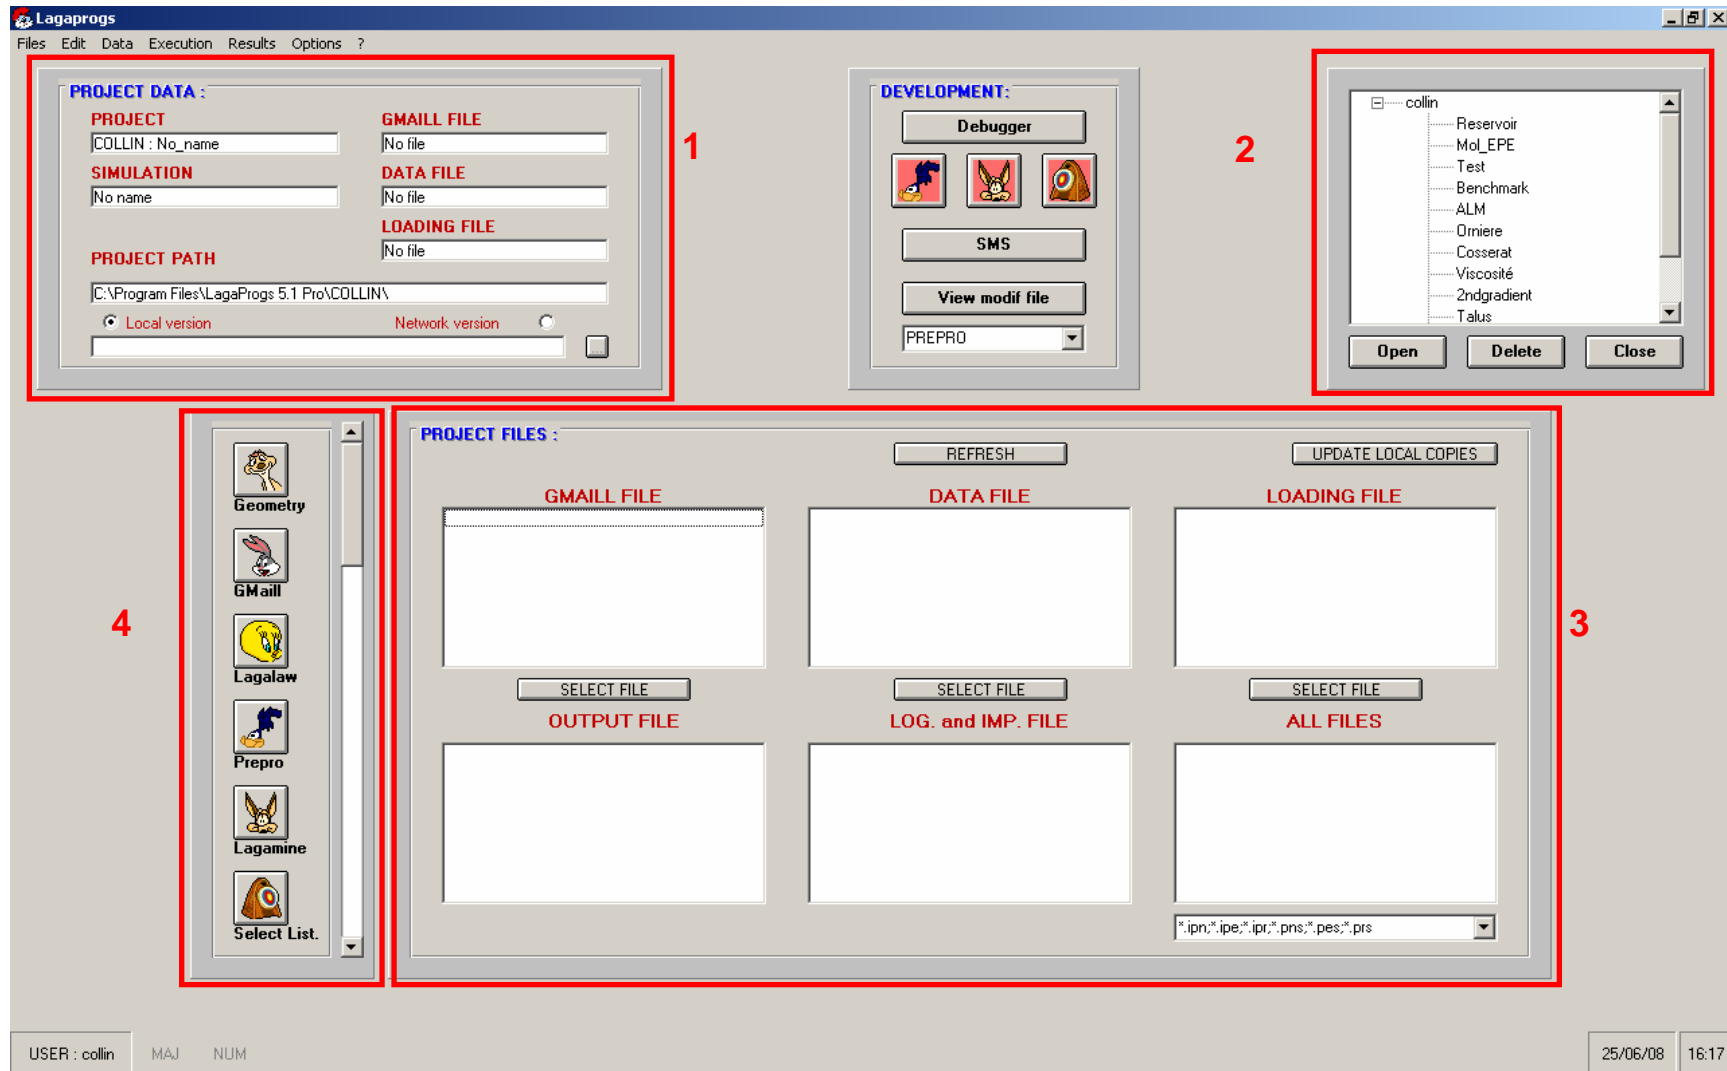 Lagaprogs
Files Edit Data Execution Results Options ?
PROJECT DATA :
PROJECT
COLLIN : No_name
SIMULATION
No name
GMAILL FILE
No file
DATA FILE
No file
LOADING FILE
No file
PROJECT PATH
C:\Program Files\LagaProgs 5.1 Pro\COLLIN\
Local version Network version
...
1
DEVELOPMENT:
Debugger
SMS
View modif file
PREPRO
2
collin
Reservoir
Mol_EPE
Test
Benchmark
ALM
Orniere
Cosserat
Viscosité
2ndgradient
Talus
Open Delete Close
4
Geometry
GMaill
Lagalaw
Prepro
Lagamine
Select List.
PROJECT FILES :
REFRESH UPDATE LOCAL COPIES
GMAILL FILE DATA FILE LOADING FILE
SELECT FILE SELECT FILE SELECT FILE
OUTPUT FILE LOG. and IMP. FILE ALL FILES
*.ipn;*.ipe;*.ipr;*.pns;*.pes;*.prs
3
USER : collin MAJ NUM 25/06/08 16:17